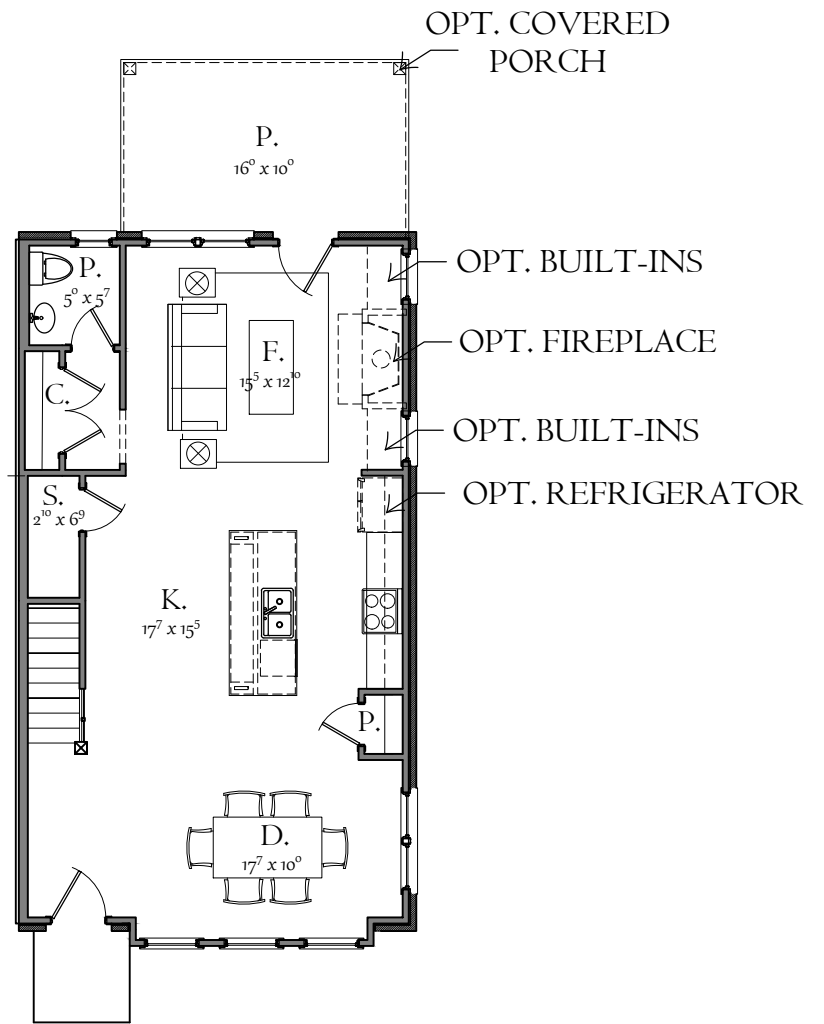 OPT. COVERED
PORCH
P.
16⁰ x 10⁰
OPT. BUILT-INS
P.
5⁰ x 5⁷
OPT. FIREPLACE
F.
15⁵ x 12¹⁰
C.
OPT. BUILT-INS
S.
2¹⁰ x 6⁹
OPT. REFRIGERATOR
K.
17⁷ x 15⁵
P.
D.
17⁷ x 10⁰